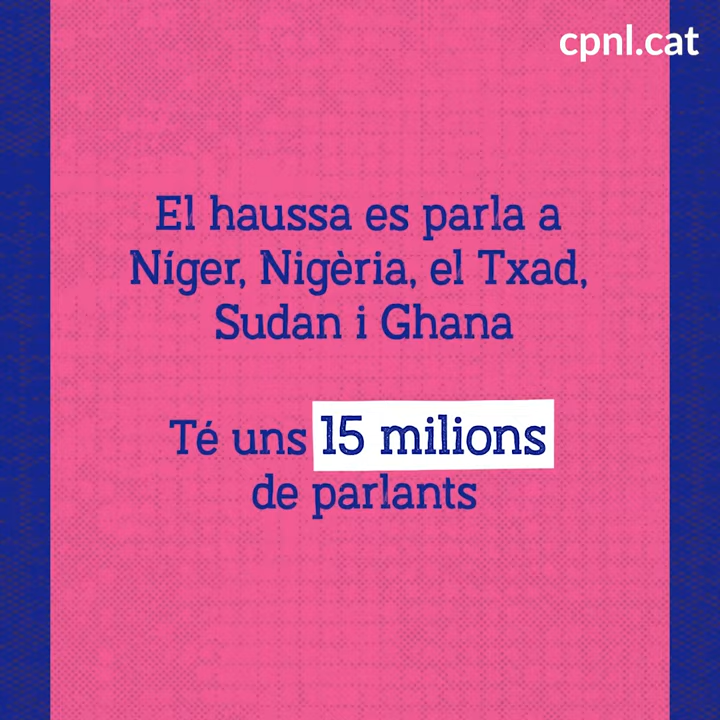 cpnl.cat
El haussa es parla a
Níger, Nigèria, el Txad,
Sudan i Ghana
Té uns 15 milions
de parlants